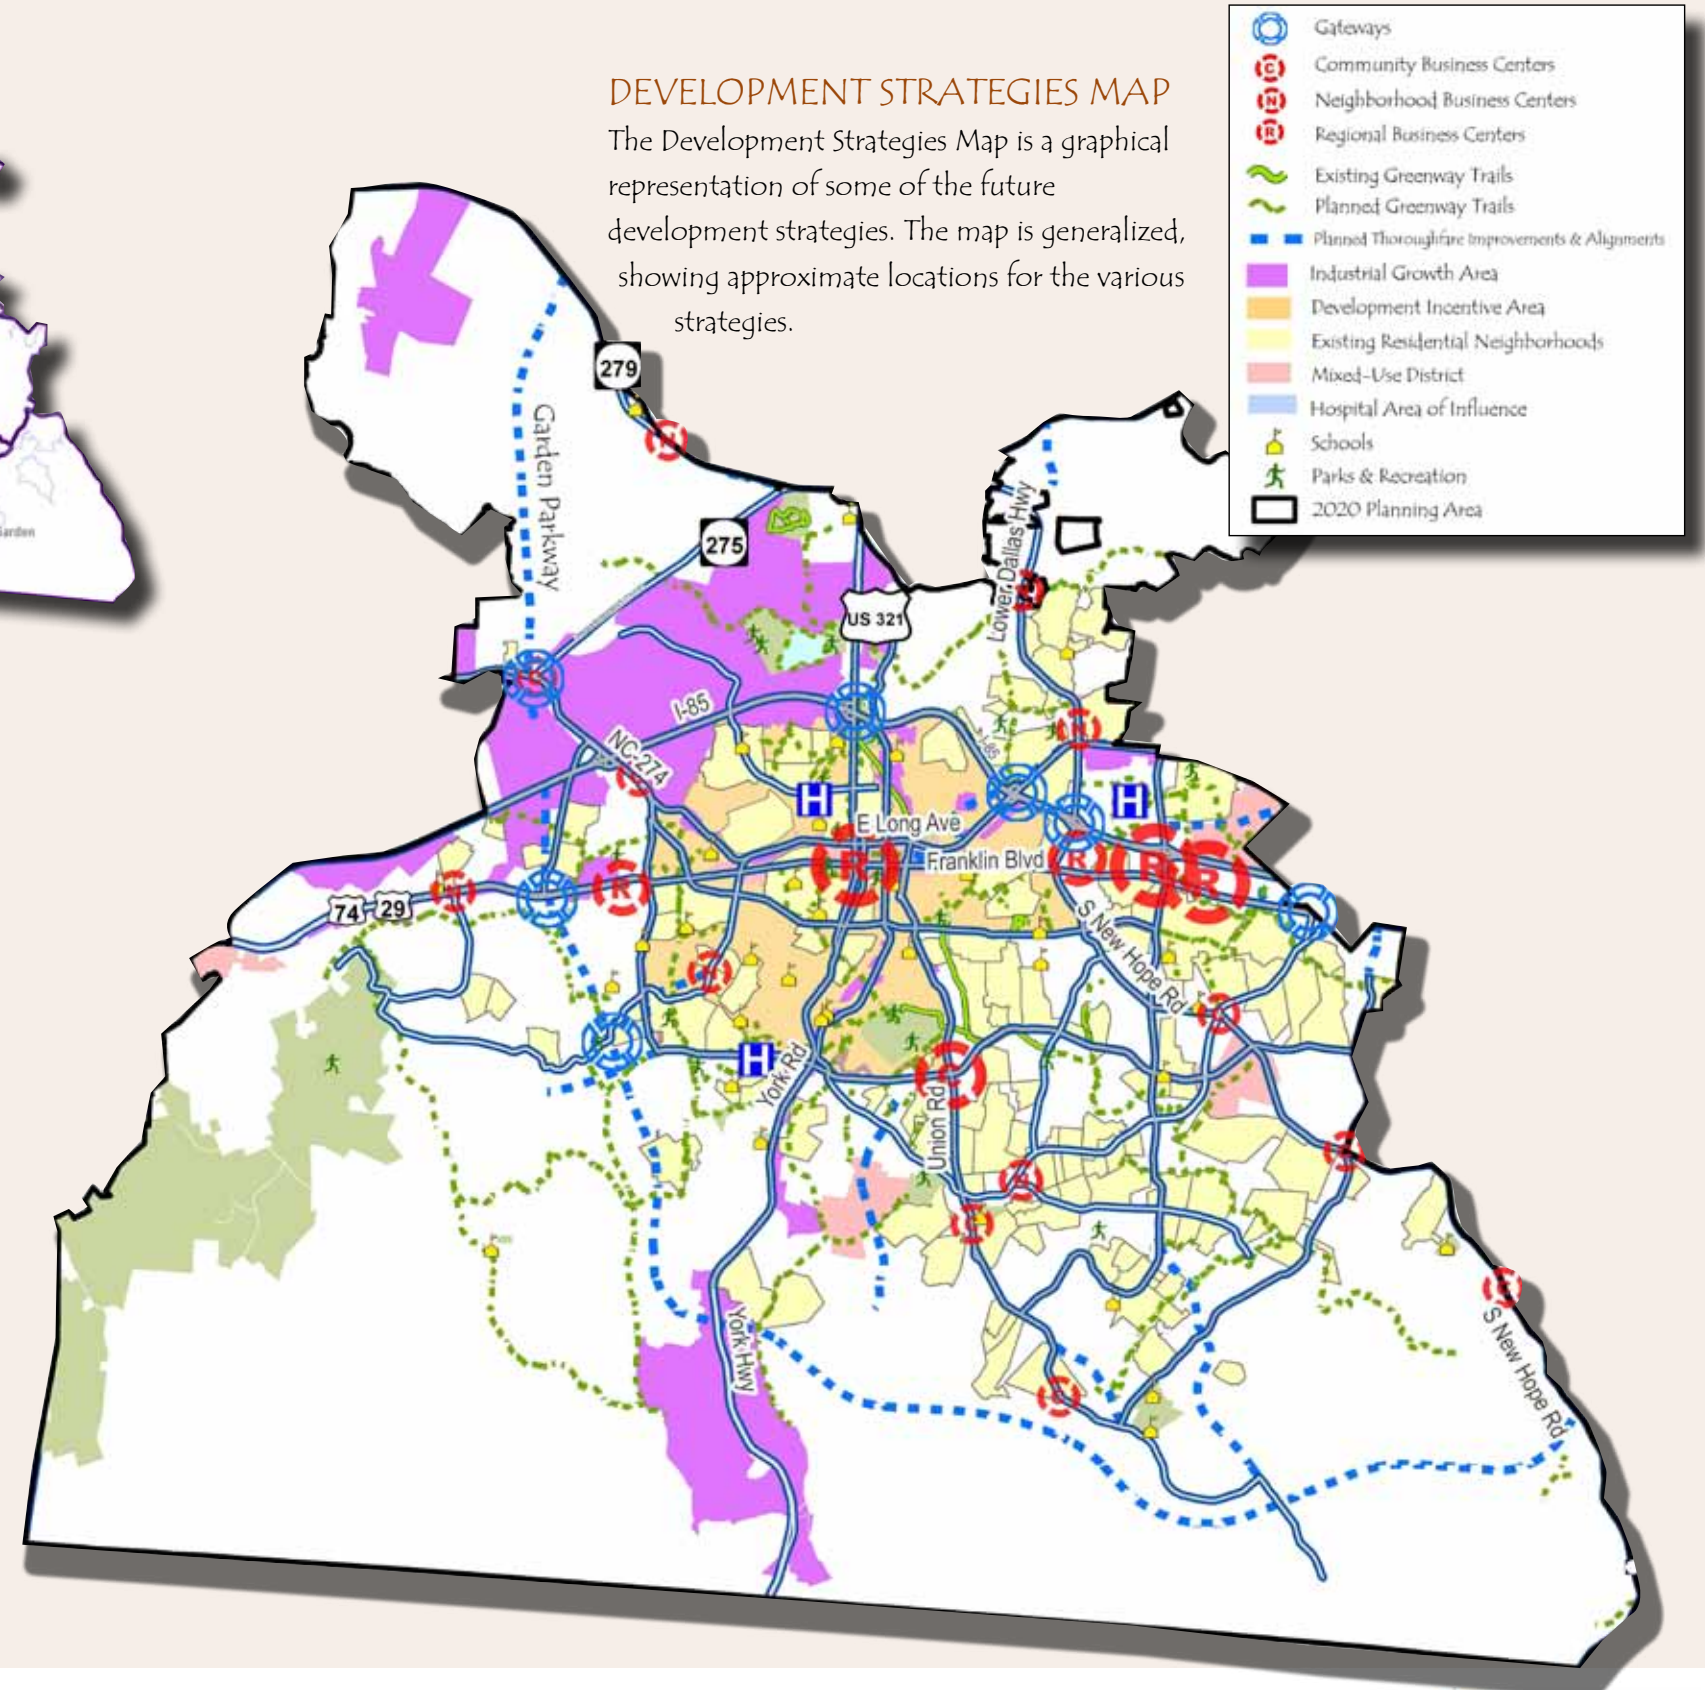 DEVELOPMENT STRATEGIES MAP
The Development Strategies Map is a graphical
representation of some of the future
development strategies. The map is generalized,
showing approximate locations for the various
strategies.
Gateways
C Community Business Centers
N Neighborhood Business Centers
R Regional Business Centers
Existing Greenway Trails
Planned Greenway Trails
Planned Thoroughfare Improvements & Alignments
Industrial Growth Area
Development Incentive Area
Existing Residential Neighborhoods
Mixed-Use District
Hospital Area of Influence
Schools
Parks & Recreation
2020 Planning Area
279
N
Garden Parkway
275
US 321
Lower Dallas Hwy
C
I-85
NC-274
I-85
N
H
H
E Long Ave
Franklin Blvd
R
R
R
R
R
74
29
N
N
S New Hope Rd
H
York Rd
Union Rd
C
York Hwy
S New Hope Rd
arden